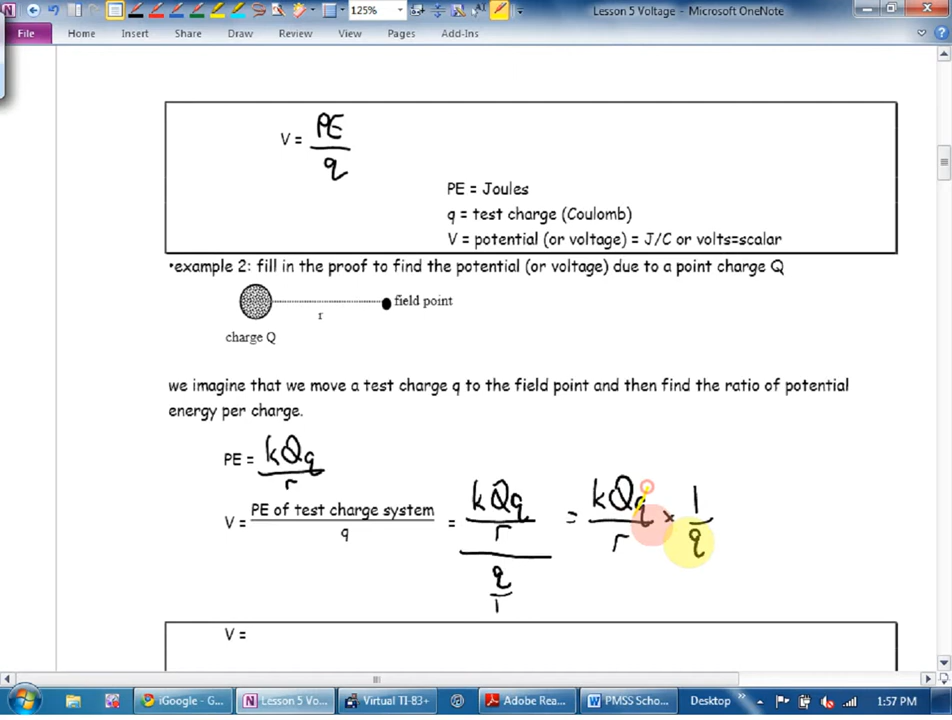 Lesson 5 Voltage - Microsoft OneNote
125%
File Home Insert Share Draw Review View Pages Add-Ins
V = PE/q
PE = Joules
q = test charge (Coulomb)
V = potential (or voltage) = J/C or volts=scalar
•example 2: fill in the proof to find the potential (or voltage) due to a point charge Q
field point
r
charge Q
we imagine that we move a test charge q to the field point and then find the ratio of potential
energy per charge.
PE = kQq/r
V = PE of test charge system/q = (kQq/r)/(q/1) = kQq/r × 1/q
V =
iGoogle - G... Lesson 5 Vo... Virtual TI-83+ Adobe Rea... PMSS Scho... Desktop » 1:57 PM